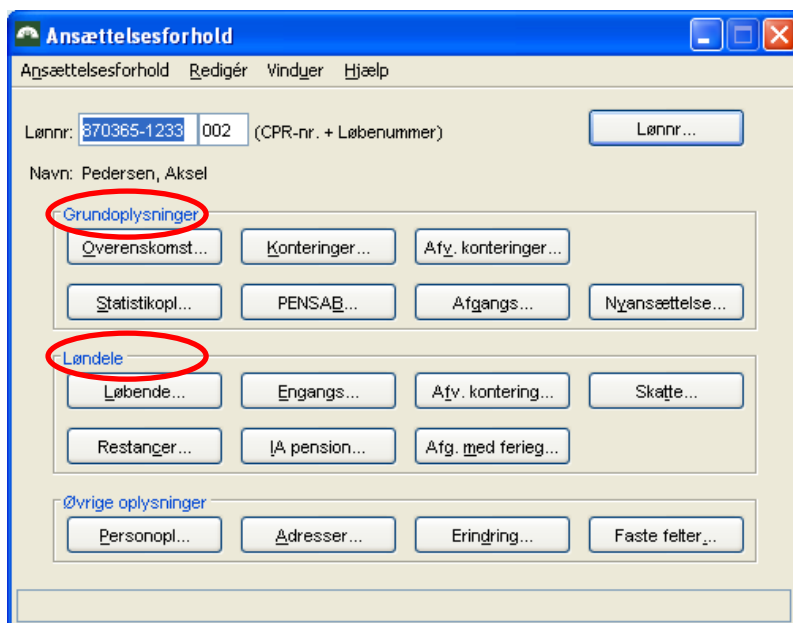 Ansættelsesforhold
Ansættelsesforhold Redigér Vinduer Hjælp
Lønnr: 870365-1233 002 (CPR-nr. + Løbenummer) Lønnr...
Navn: Pedersen, Aksel
Grundoplysninger
Overenskomst... Konteringer... Afv. konteringer...
Statistikopl... PENSAB... Afgangs... Nyansættelse...
Løndele
Løbende... Engangs... Afv. kontering... Skatte...
Restancer... IA pension... Afg. med ferieg...
Øvrige oplysninger
Personopl... Adresser... Erindring... Faste felter...